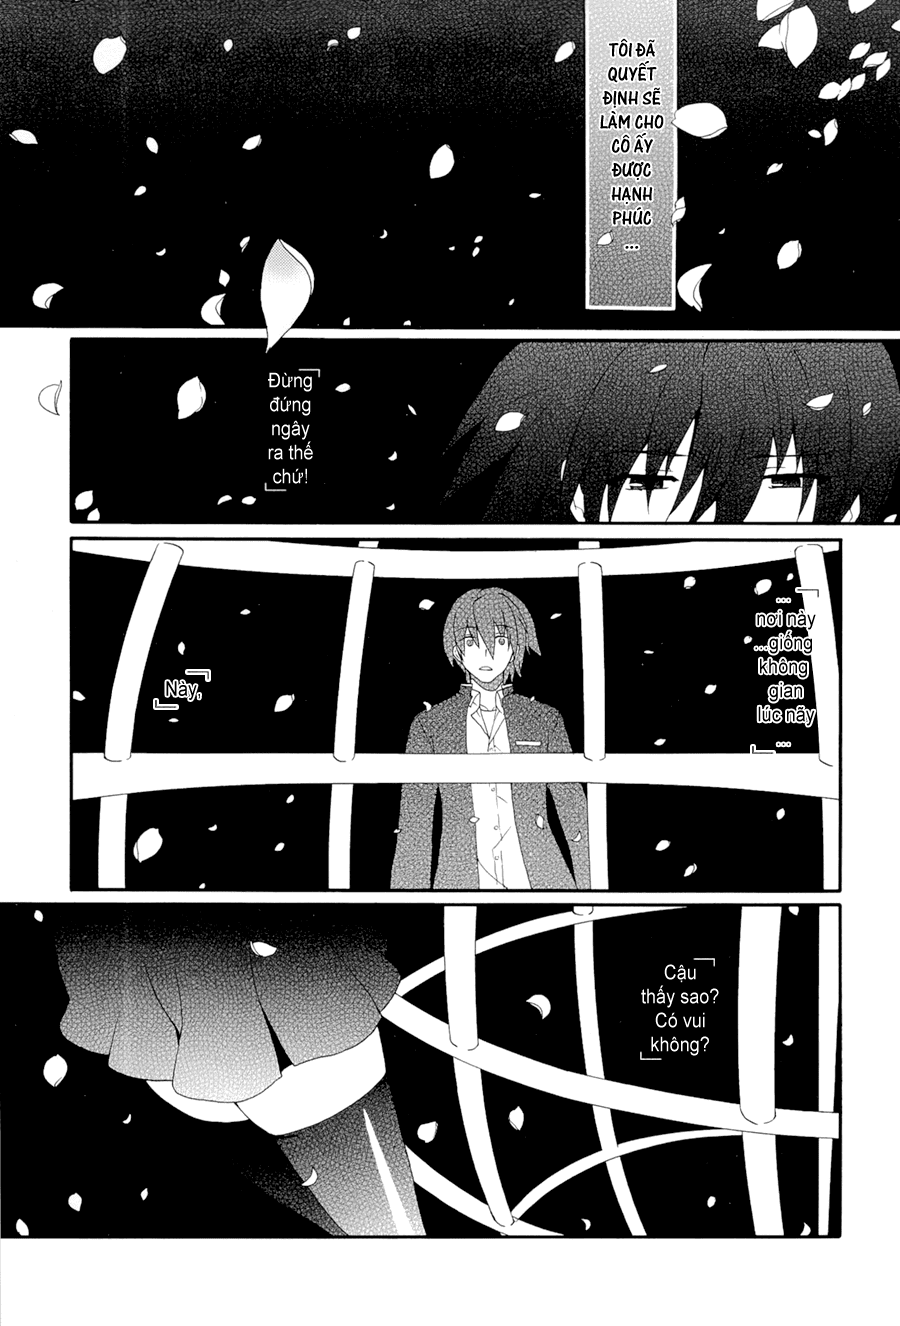 TÔI ĐÃ
QUYẾT
ĐỊNH SẼ
LÀM CHO
CÔ ẤY
ĐƯỢC
HẠNH
PHÚC
...
Đừng
đứng
ngây
ra thế
chứ!
...
nơi này
...giống
không
gian
lúc nãy
...
Này,
Cậu
thấy sao?
Có vui
không?